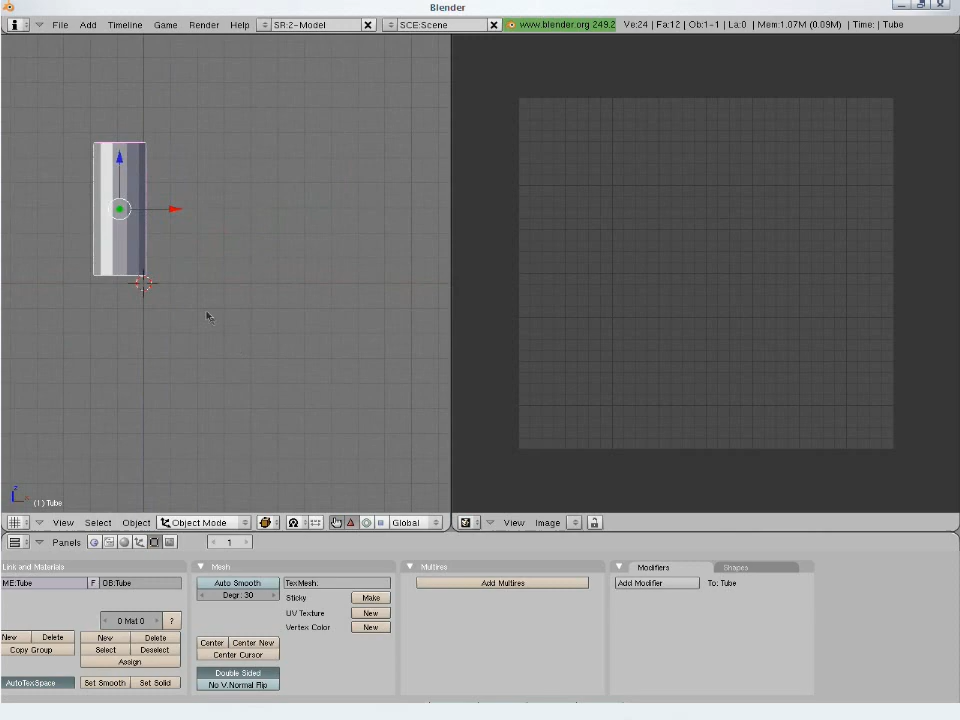 Blender
File Add Timeline Game Render Help SR:2-Model SCE:Scene www.blender.org 249.2 Ve:24 | Fa:12 | Ob:1-1 | La:0 | Mem:1.07M (0.09M) | Time: | Tube
z
(1) Tube
View Select Object Object Mode Global View Image
Panels 1
Link and Materials Mesh Multires Modifiers Shapes
ME:Tube F OB:Tube Auto Smooth TexMesh: Add Multires Add Modifier To: Tube
Degr: 30 Sticky Make
0 Mat 0 ? UV Texture New
Vertex Color New
New Delete New Delete Center Center New
Copy Group Select Deselect Center Cursor
Assign
Double Sided
AutoTexSpace Set Smooth Set Solid No V.Normal Flip